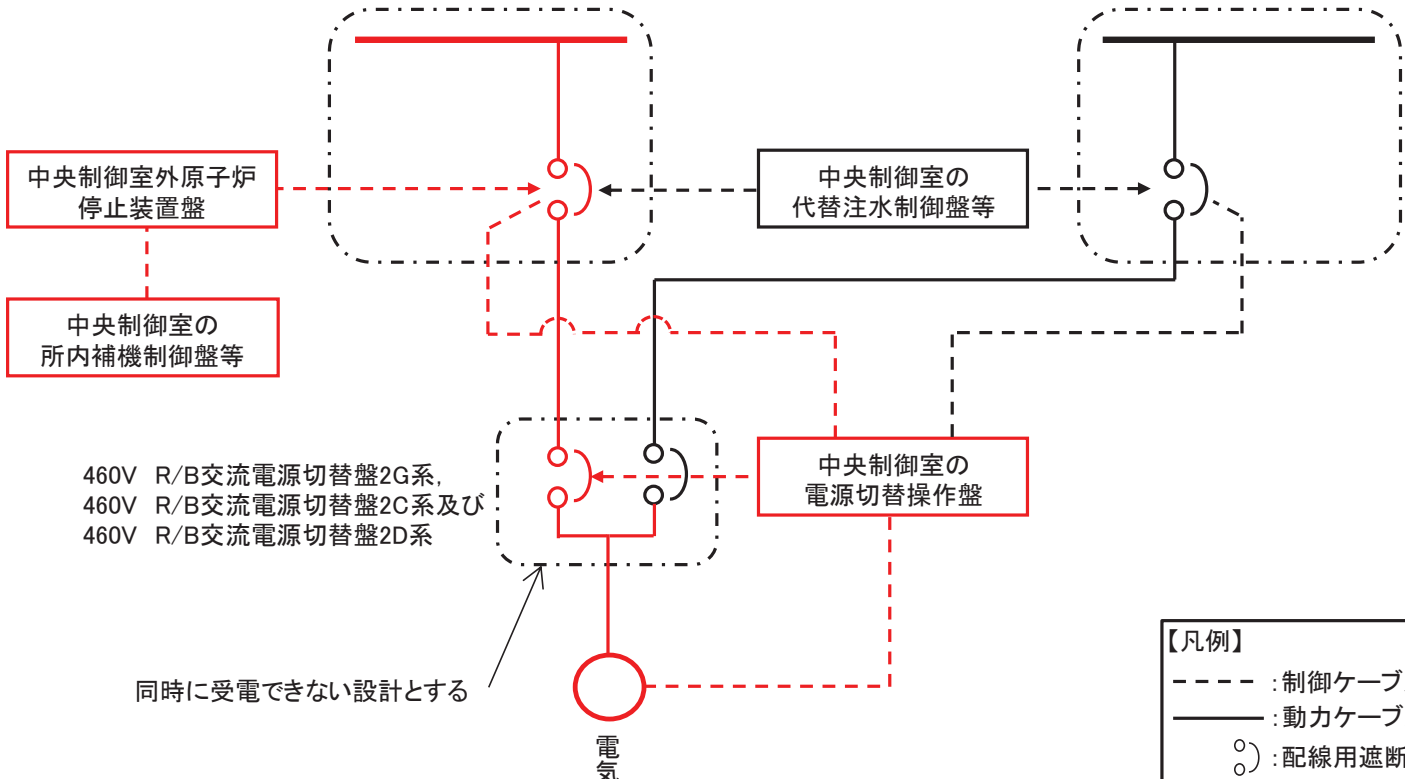 中央制御室外原子炉
停止装置盤
中央制御室の
代替注水制御盤等
中央制御室の
所内補機制御盤等
460V R/B交流電源切替盤2G系,
460V R/B交流電源切替盤2C系及び
460V R/B交流電源切替盤2D系
中央制御室の
電源切替操作盤
同時に受電できない設計とする
電
気
【凡例】
:制御ケーブ
:動力ケーブ
:配線用遮断